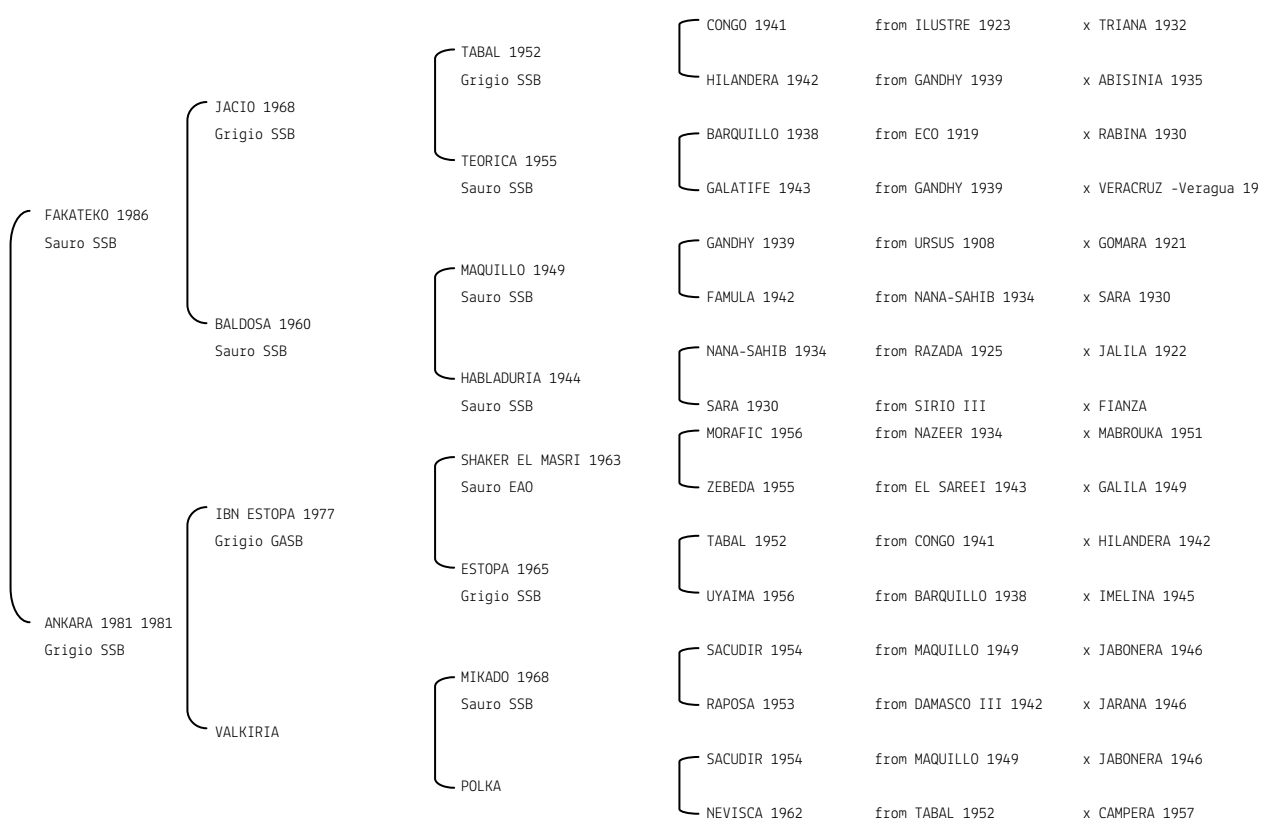 CONGO 1941 from ILUSTRE 1923 x TRIANA 1932
TABAL 1952
Grigio SSB HILANDERA 1942 from GANDHY 1939 x ABISINIA 1935
JACIO 1968
Grigio SSB BARQUILLO 1938 from ECO 1919 x RABINA 1930
TEORICA 1955
Sauro SSB GALATIFE 1943 from GANDHY 1939 x VERACRUZ -Veragua 19
FAKATEKO 1986
Sauro SSB GANDHY 1939 from URSUS 1908 x GOMARA 1921
MAQUILLO 1949
Sauro SSB FAMULA 1942 from NANA-SAHIB 1934 x SARA 1930
BALDOSA 1960
Sauro SSB NANA-SAHIB 1934 from RAZADA 1925 x JALILA 1922
HABLADURIA 1944
Sauro SSB SARA 1930 from SIRIO III x FIANZA
MORAFIC 1956 from NAZEER 1934 x MABROUKA 1951
SHAKER EL MASRI 1963
Sauro EAO ZEBEDA 1955 from EL SAREEI 1943 x GALILA 1949
IBN ESTOPA 1977
Grigio GASB TABAL 1952 from CONGO 1941 x HILANDERA 1942
ESTOPA 1965
Grigio SSB UYAIMA 1956 from BARQUILLO 1938 x IMELINA 1945
ANKARA 1981 1981
Grigio SSB SACUDIR 1954 from MAQUILLO 1949 x JABONERA 1946
MIKADO 1968
Sauro SSB RAPOSA 1953 from DAMASCO III 1942 x JARANA 1946
VALKIRIA
SACUDIR 1954 from MAQUILLO 1949 x JABONERA 1946
POLKA
NEVISCA 1962 from TABAL 1952 x CAMPERA 1957